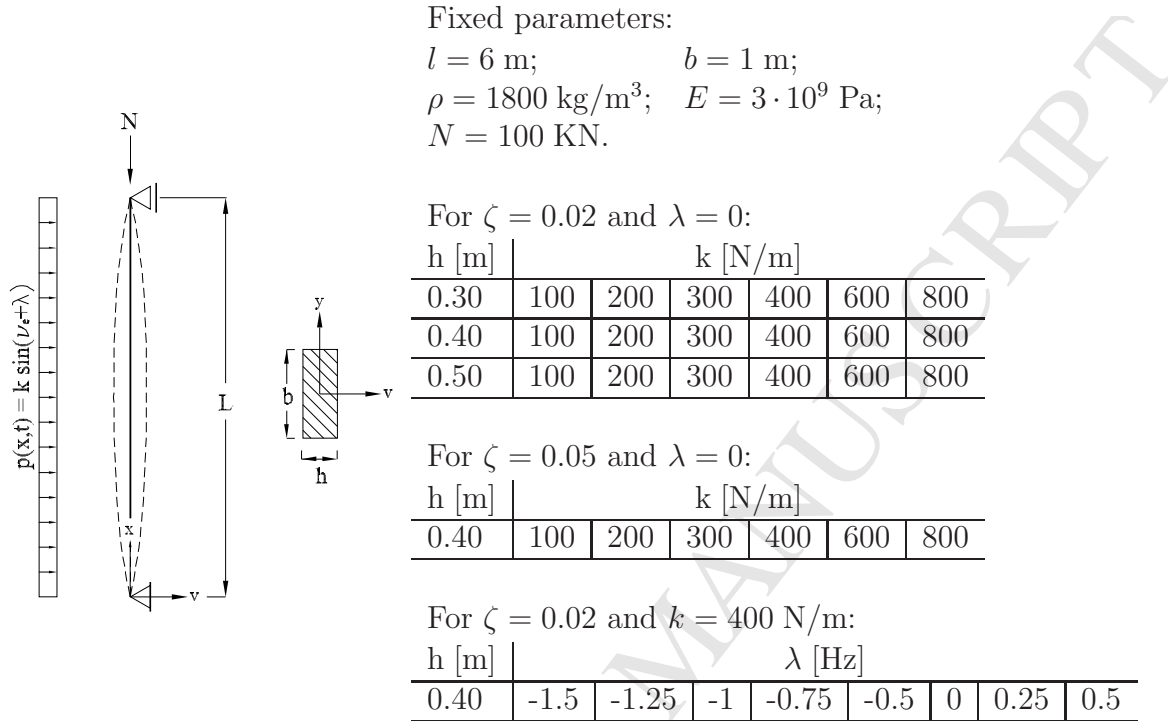 Fixed parameters:
l = 6 m; b = 1 m;
ρ = 1800 kg/m³; E = 3·10⁹ Pa;
N = 100 KN.
For ζ = 0.02 and λ = 0:
h [m] k [N/m]
0.30 100 200 300 400 600 800
0.40 100 200 300 400 600 800
0.50 100 200 300 400 600 800
For ζ = 0.05 and λ = 0:
h [m] k [N/m]
0.40 100 200 300 400 600 800
For ζ = 0.02 and k = 400 N/m:
h [m] λ [Hz]
0.40 -1.5 -1.25 -1 -0.75 -0.5 0 0.25 0.5
N
p(x,t) = k sin(νₑ+λ)
L
x
v
y
b
v
h
MANUSCRIPT